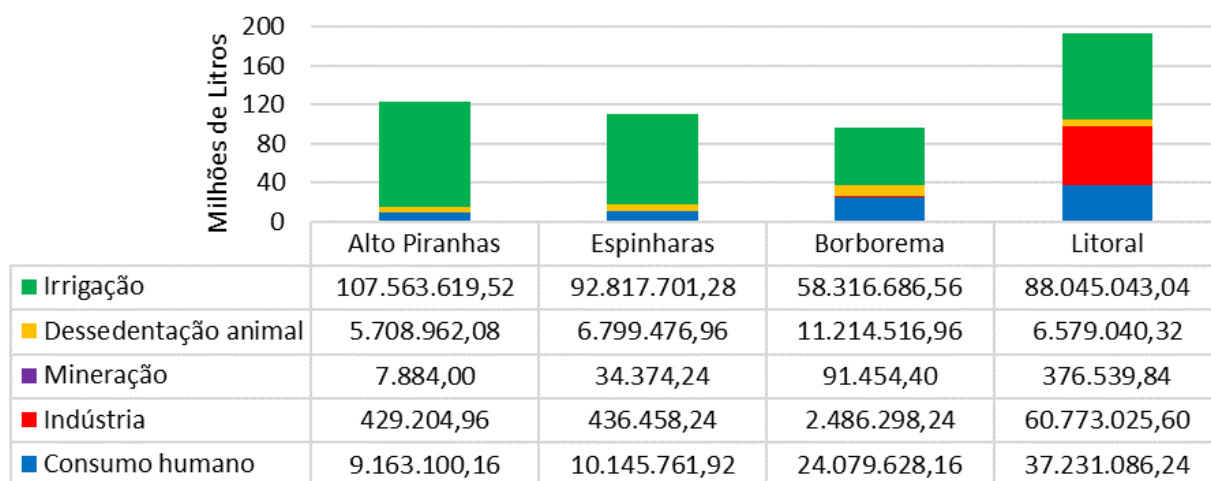 Milhões de Litros
200
160
120
80
40
0
Alto Piranhas Espinharas Borborema Litoral
Irrigação 107.563.619,52 92.817.701,28 58.316.686,56 88.045.043,04
Dessedentação animal 5.708.962,08 6.799.476,96 11.214.516,96 6.579.040,32
Mineração 7.884,00 34.374,24 91.454,40 376.539,84
Indústria 429.204,96 436.458,24 2.486.298,24 60.773.025,60
Consumo humano 9.163.100,16 10.145.761,92 24.079.628,16 37.231.086,24